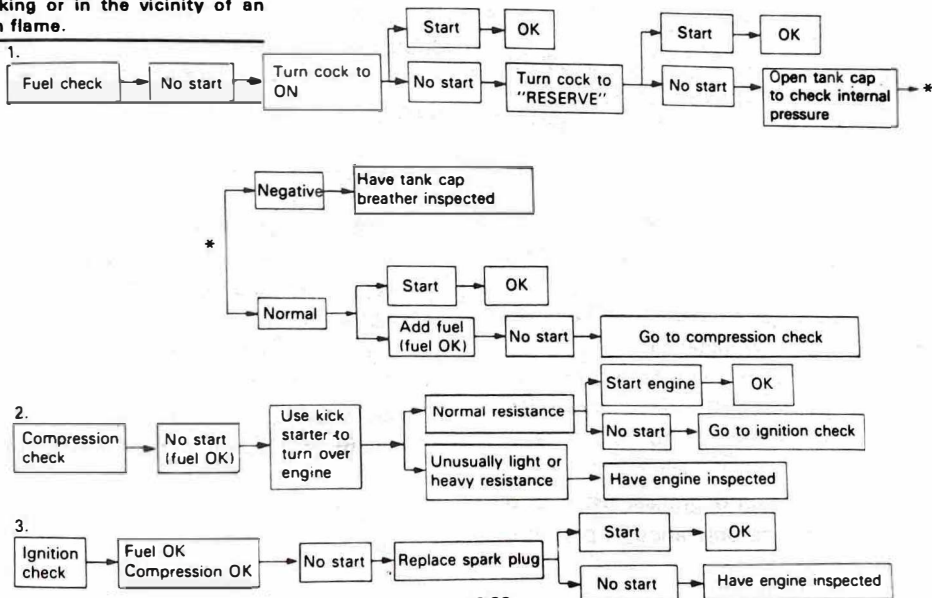 king or in the vicinity of an
flame.
1.
Fuel check
No start
Turn cock to
ON
Start
OK
No start
Turn cock to
"RESERVE"
Start
OK
No start
Open tank cap
to check internal
pressure
*
*
Negative
Have tank cap
breather inspected
Normal
Start
OK
Add fuel
(fuel OK)
No start
Go to compression check
2.
Compression
check
No start
(fuel OK)
Use kick
starter to
turn over
engine
Normal resistance
Start engine
OK
No start
Go to ignition check
Unusually light or
heavy resistance
Have engine inspected
3.
Ignition
check
Fuel OK
Compression OK
No start
Replace spark plug
Start
OK
No start
Have engine inspected